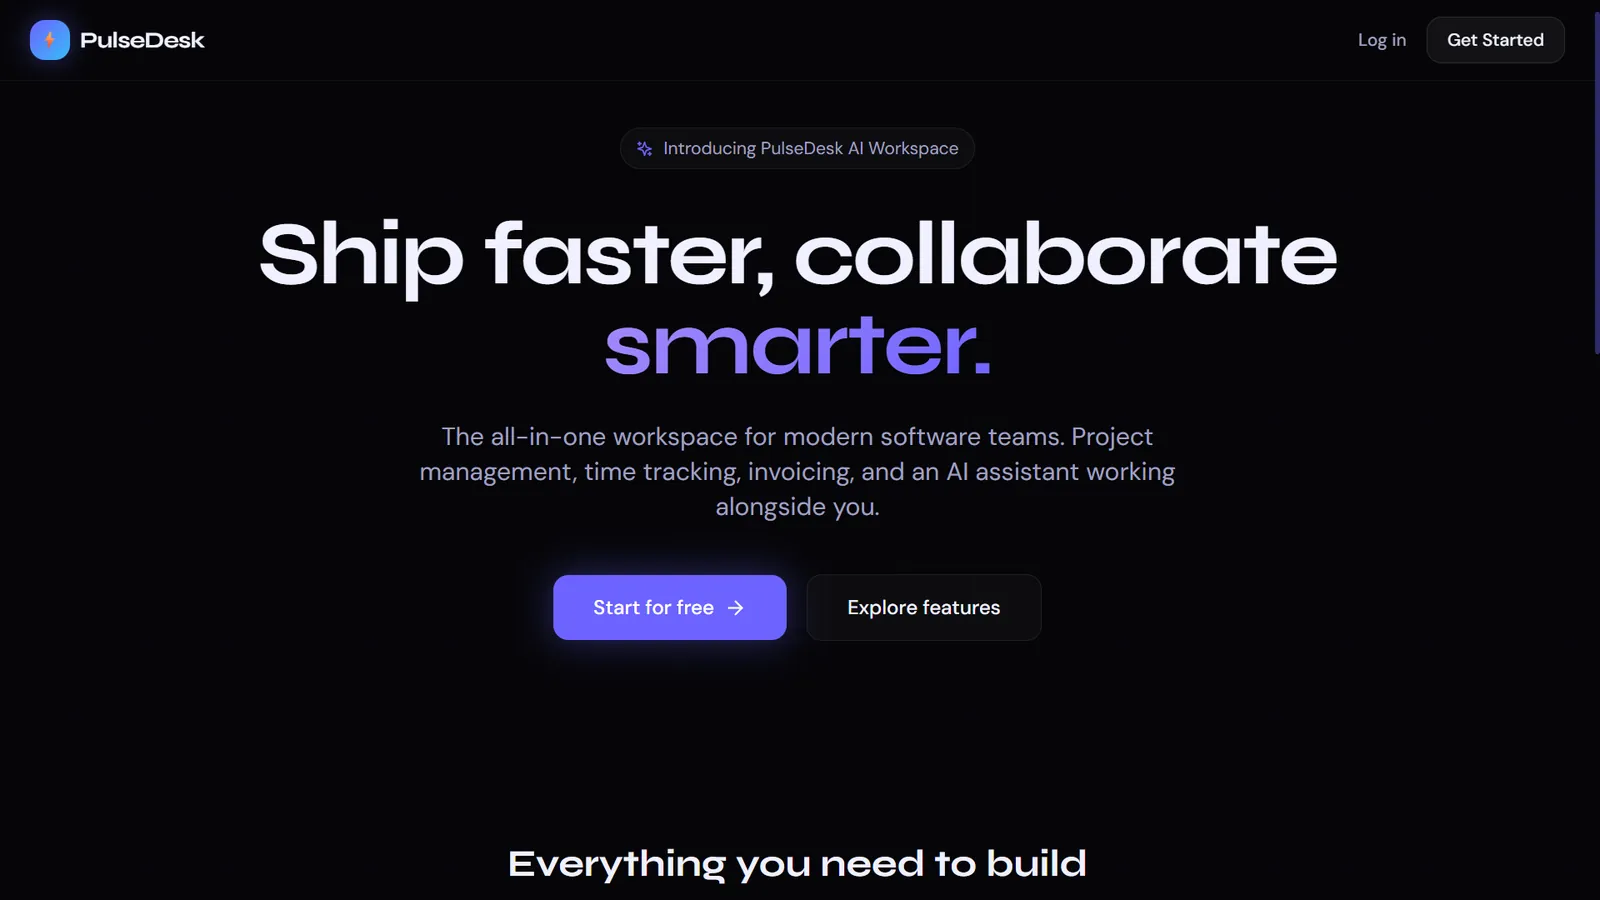 PulseDesk
Log in
Get Started
Introducing PulseDesk AI Workspace
Ship faster, collaborate
smarter.
The all-in-one workspace for modern software teams. Project
management, time tracking, invoicing, and an AI assistant working
alongside you.
Start for free →
Explore features
Everything you need to build